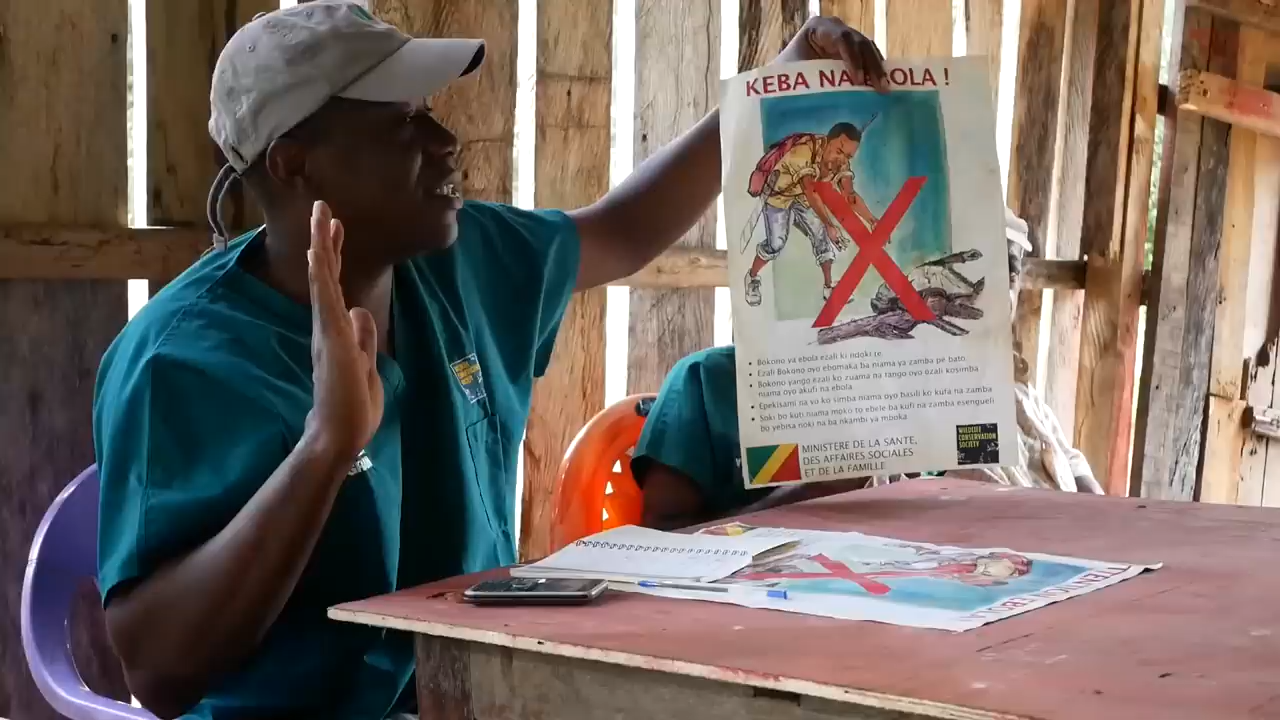 KEBA NA EBOLA !
• Bokono ya ebola ezali ki ndoki te
• Ezali Bokono oyo ebomaka ba niama ya zamba pe bato
• Bokono yango ezali ko zuama na tango oyo ozali kosimba
niama oyo akufi na ebola
• Epekisami na yo ko simba niama oyo basili ko kufa na zamba
• Soki bo kuti niama moko to ebele ba kufi na zamba esengueli
bo yebisa noki na ba nkambi ya mboka
MINISTERE DE LA SANTE,
DES AFFAIRES SOCIALES
ET DE LA FAMILLE
WILDLIFE
CONSERVATION
SOCIETY